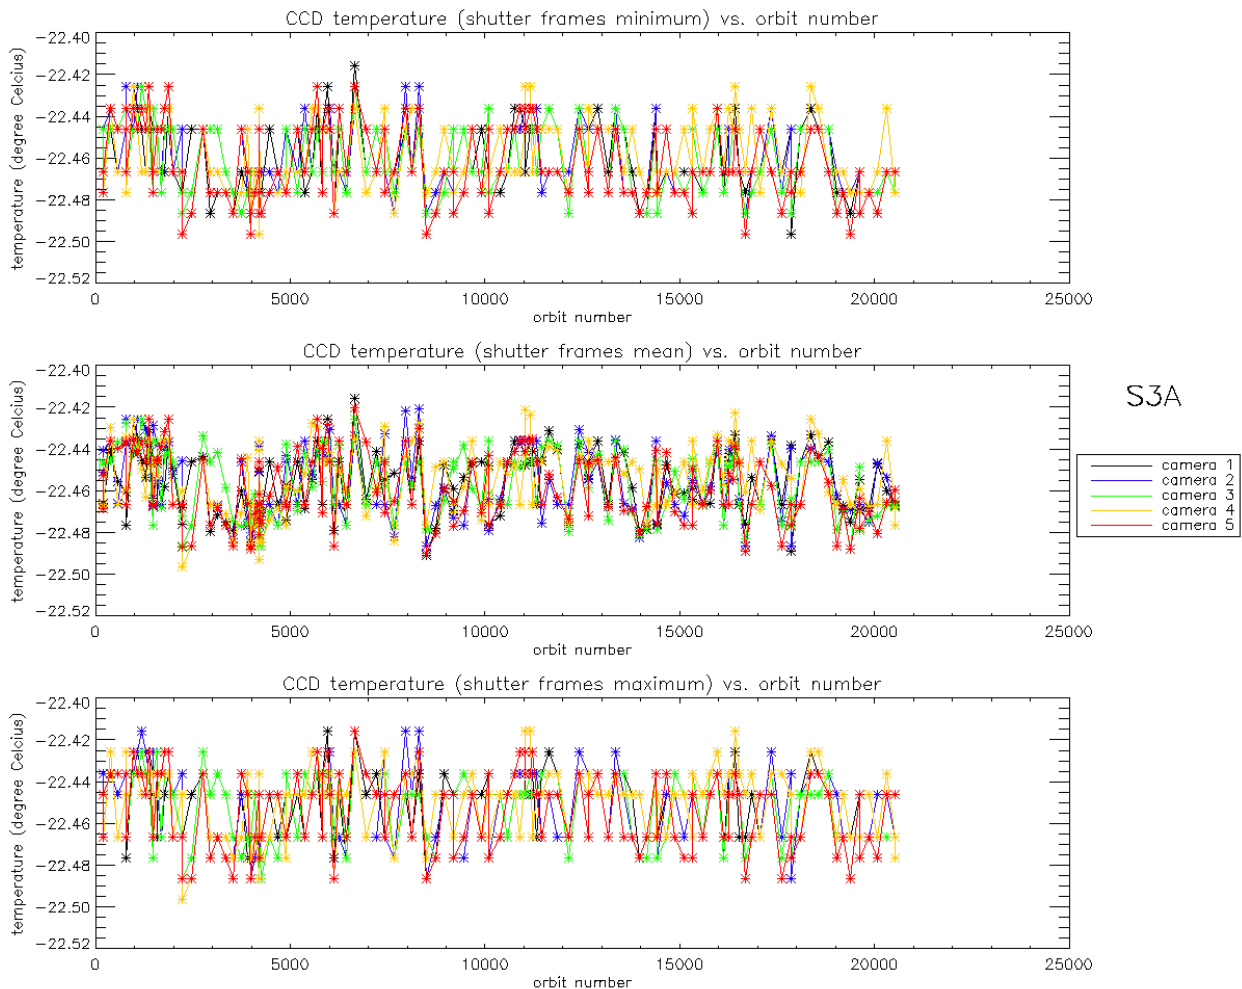 CCD temperature (shutter frames minimum) vs. orbit number
temperature (degree Celcius)
−22.40
−22.42
−22.44
−22.46
−22.48
−22.50
−22.52
0 5000 10000 15000 20000 25000
orbit number
CCD temperature (shutter frames mean) vs. orbit number
temperature (degree Celcius)
−22.40
−22.42
−22.44
−22.46
−22.48
−22.50
−22.52
0 5000 10000 15000 20000 25000
orbit number
S3A
camera 1
camera 2
camera 3
camera 4
camera 5
CCD temperature (shutter frames maximum) vs. orbit number
temperature (degree Celcius)
−22.40
−22.42
−22.44
−22.46
−22.48
−22.50
−22.52
0 5000 10000 15000 20000 25000
orbit number